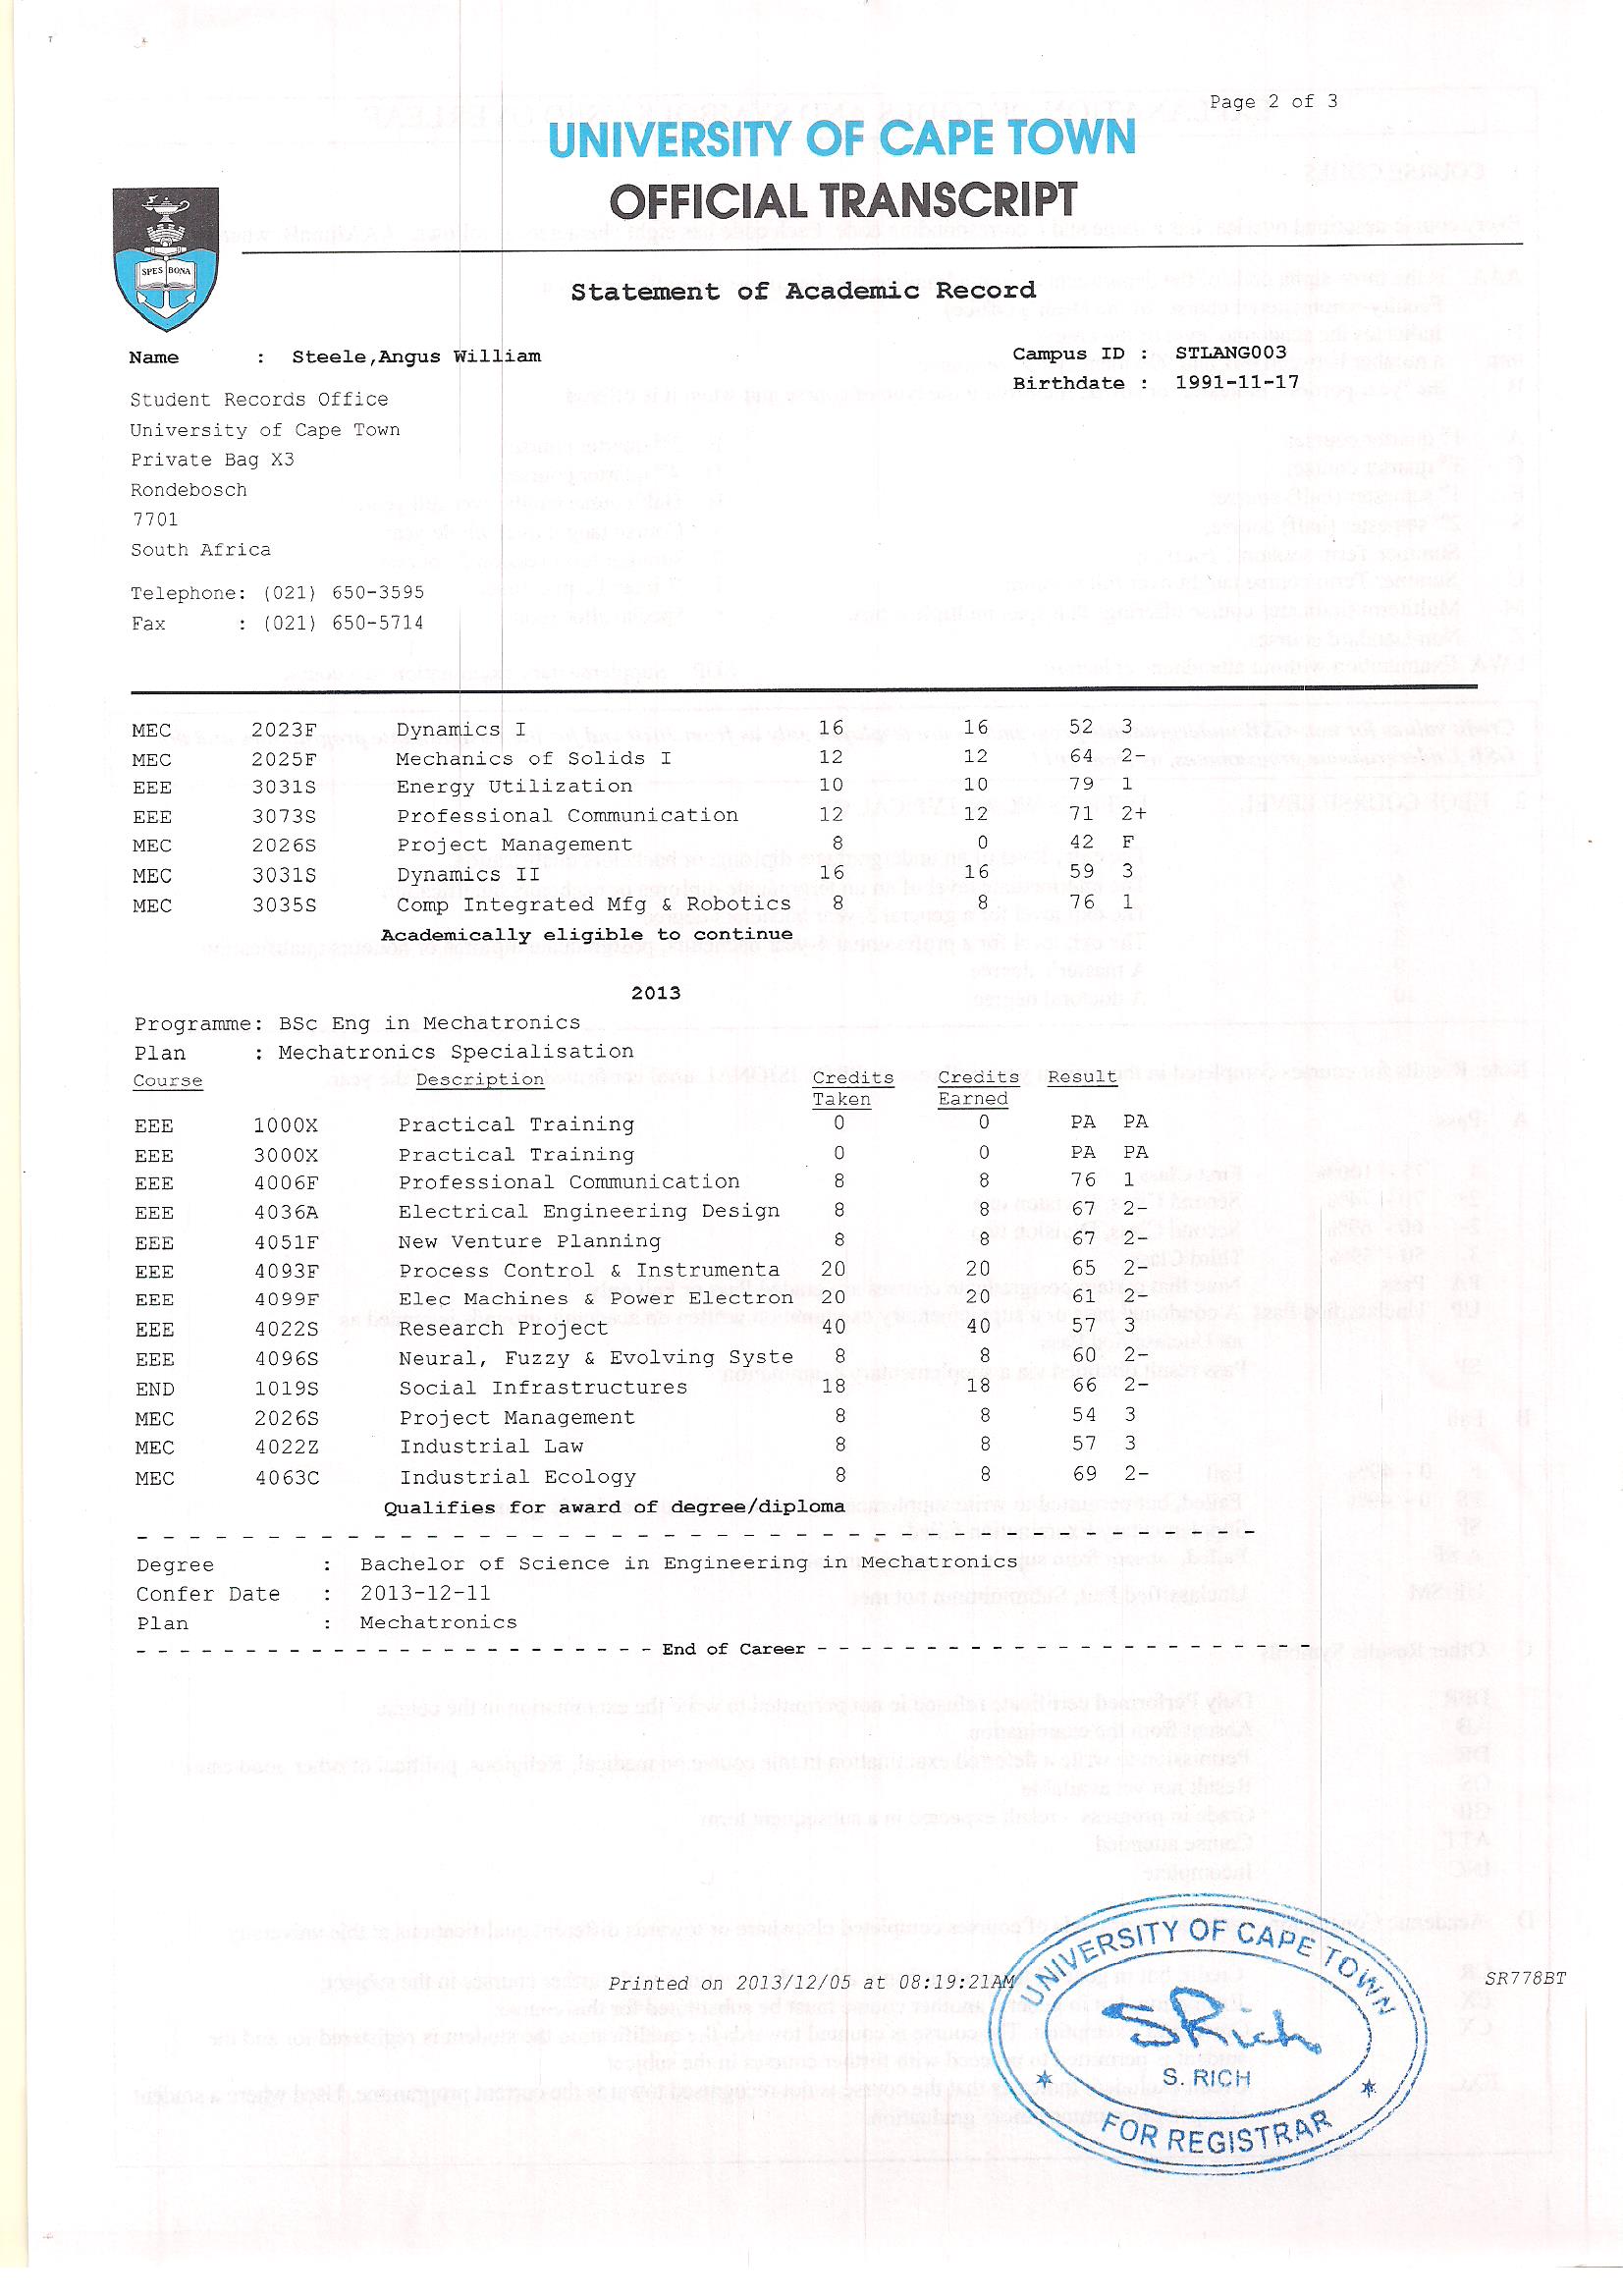 Page 2 of 3
UNIVERSITY OF CAPE TOWN
OFFICIAL TRANSCRIPT
SPES BONA
Statement of Academic Record
Name : Steele,Angus William Campus ID : STLANG003
Birthdate : 1991-11-17
Student Records Office
University of Cape Town
Private Bag X3
Rondebosch
7701
South Africa
Telephone: (021) 650-3595
Fax : (021) 650-5714
MEC 2023F Dynamics I 16 16 52 3
MEC 2025F Mechanics of Solids I 12 12 64 2-
EEE 3031S Energy Utilization 10 10 79 1
EEE 3073S Professional Communication 12 12 71 2+
MEC 2026S Project Management 8 0 42 F
MEC 3031S Dynamics II 16 16 59 3
MEC 3035S Comp Integrated Mfg & Robotics 8 8 76 1
Academically eligible to continue
2013
Programme: BSc Eng in Mechatronics
Plan : Mechatronics Specialisation
Course Description Credits Credits Result
Taken Earned
EEE 1000X Practical Training 0 0 PA PA
EEE 3000X Practical Training 0 0 PA PA
EEE 4006F Professional Communication 8 8 76 1
EEE 4036A Electrical Engineering Design 8 8 67 2-
EEE 4051F New Venture Planning 8 8 67 2-
EEE 4093F Process Control & Instrumenta 20 20 65 2-
EEE 4099F Elec Machines & Power Electron 20 20 61 2-
EEE 4022S Research Project 40 40 57 3
EEE 4096S Neural, Fuzzy & Evolving Syste 8 8 60 2-
END 1019S Social Infrastructures 18 18 66 2-
MEC 2026S Project Management 8 8 54 3
MEC 4022Z Industrial Law 8 8 57 3
MEC 4063C Industrial Ecology 8 8 69 2-
Qualifies for award of degree/diploma
Degree : Bachelor of Science in Engineering in Mechatronics
Confer Date : 2013-12-11
Plan : Mechatronics
End of Career
Printed on 2013/12/05 at 08:19:21AM SR778BT
UNIVERSITY OF CAPE TOWN
SRich
S. RICH
FOR REGISTRAR